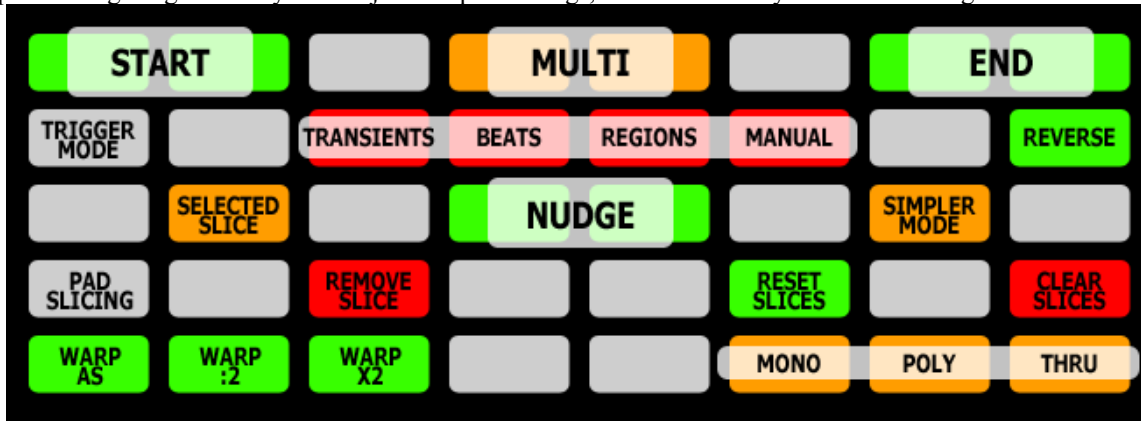 START MULTI END
TRIGGER
MODE
TRANSIENTS BEATS REGIONS MANUAL
REVERSE
SELECTED
SLICE
NUDGE
SIMPLER
MODE
PAD
SLICING
REMOVE
SLICE
RESET
SLICES
CLEAR
SLICES
WARP
AS
WARP
:2
WARP
X2
MONO POLY THRU